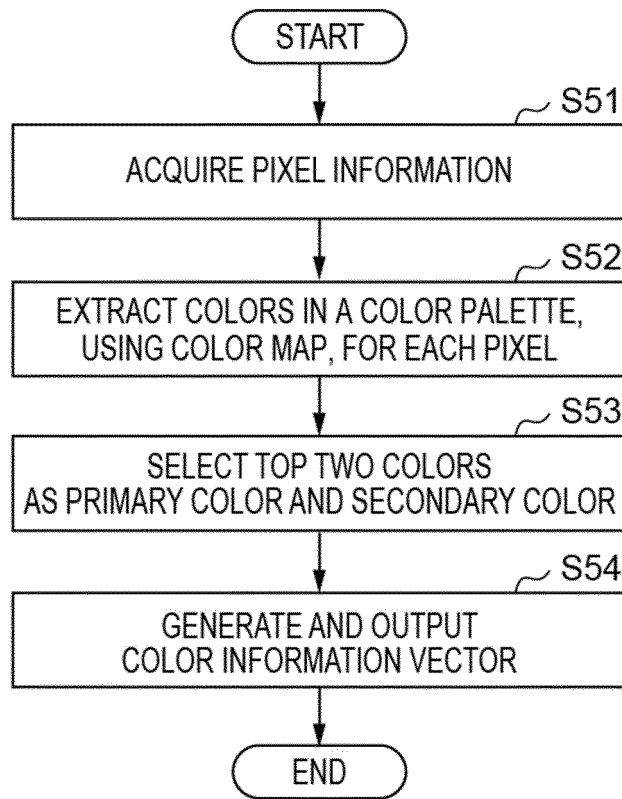 START
S51
ACQUIRE PIXEL INFORMATION
S52
EXTRACT COLORS IN A COLOR PALETTE,
USING COLOR MAP, FOR EACH PIXEL
S53
SELECT TOP TWO COLORS
AS PRIMARY COLOR AND SECONDARY COLOR
S54
GENERATE AND OUTPUT
COLOR INFORMATION VECTOR
END